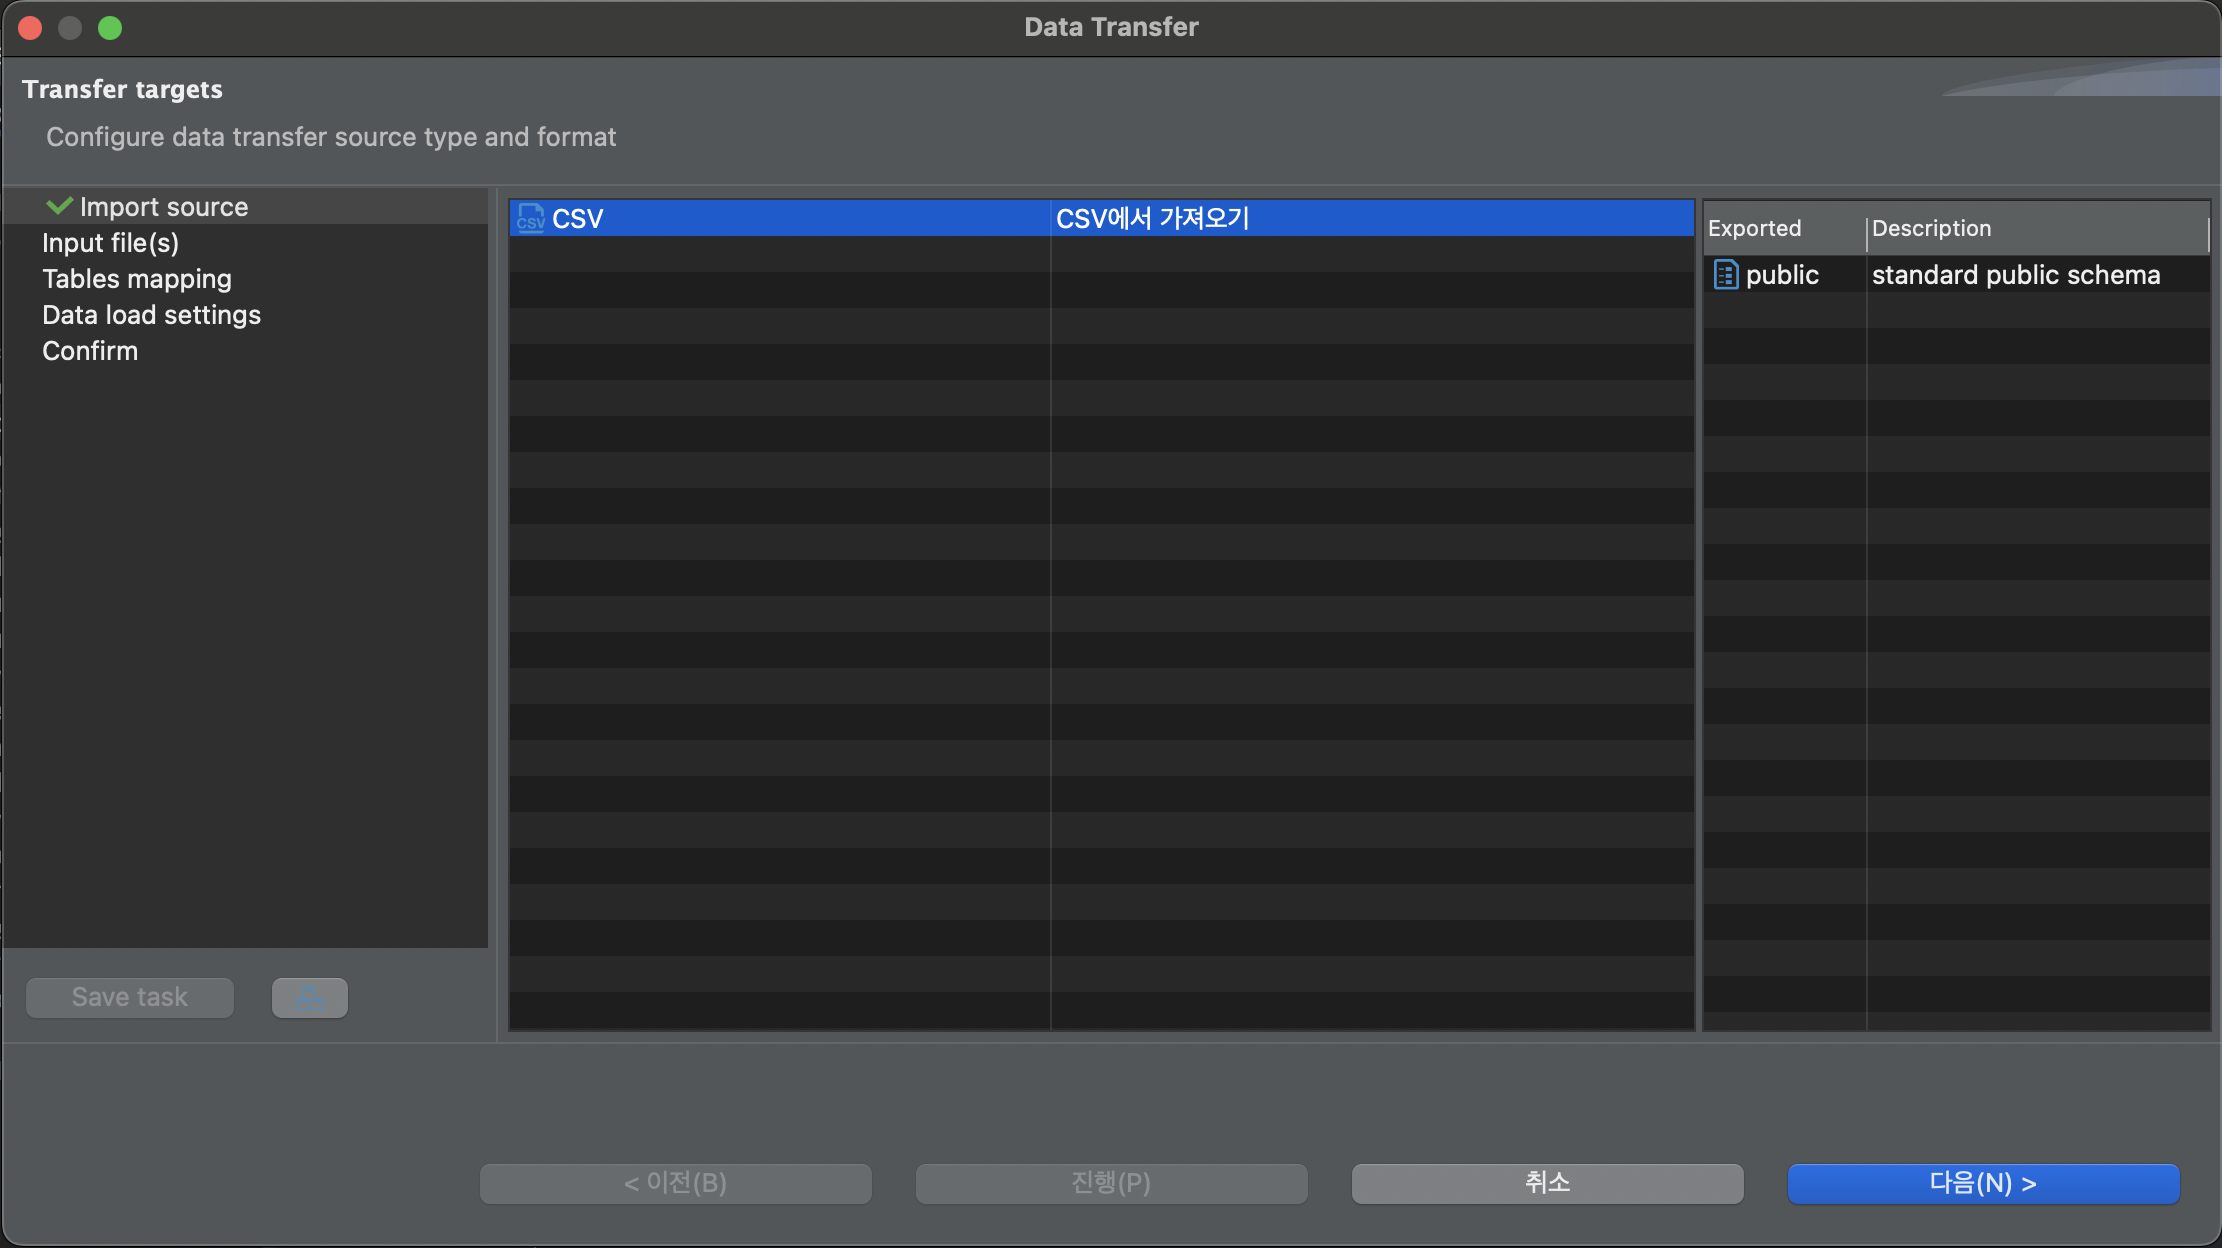 Data Transfer
Transfer targets
Configure data transfer source type and format
Import source
Input file(s)
Tables mapping
Data load settings
Confirm
CSV CSV에서 가져오기
Exported Description
public standard public schema
Save task
< 이전(B) 진행(P) 취소 다음(N) >